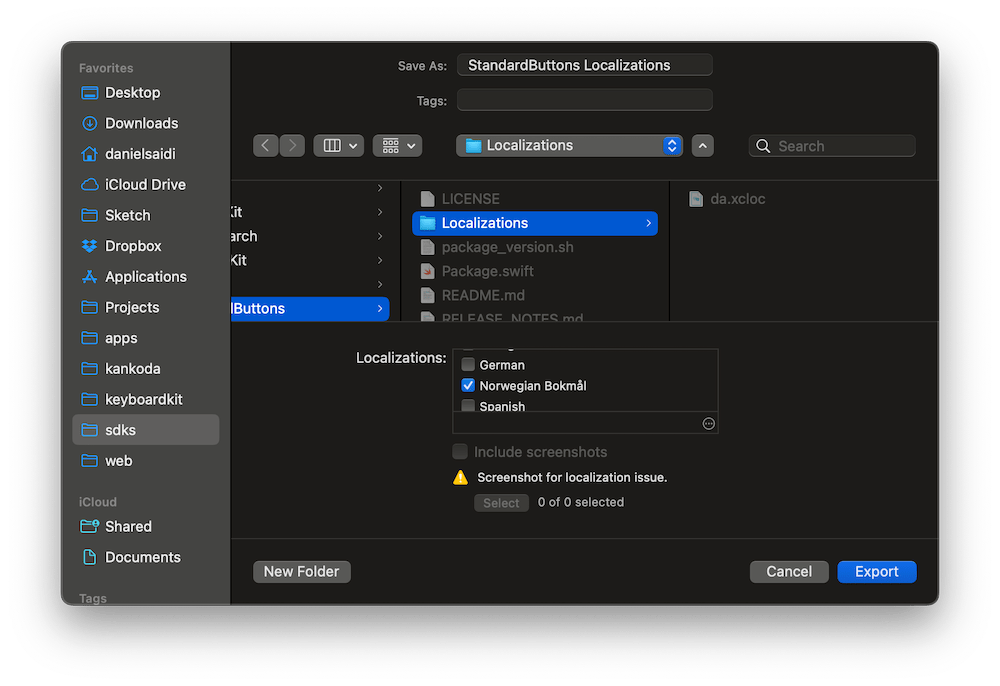 Favorites
Desktop
Downloads
danielsaidi
iCloud Drive
Sketch
Dropbox
Applications
Projects
apps
kankoda
keyboardkit
sdks
web
iCloud
Shared
Documents
Tags
Save As: StandardButtons Localizations
Tags:
Localizations
Search
Kit
arch
Kit
dButtons
LICENSE
Localizations
package_version.sh
Package.swift
README.md
RELEASE_NOTES.md
da.xcloc
Localizations:
German
Norwegian Bokmål
Spanish
Include screenshots
Screenshot for localization issue.
Select 0 of 0 selected
New Folder
Cancel
Export